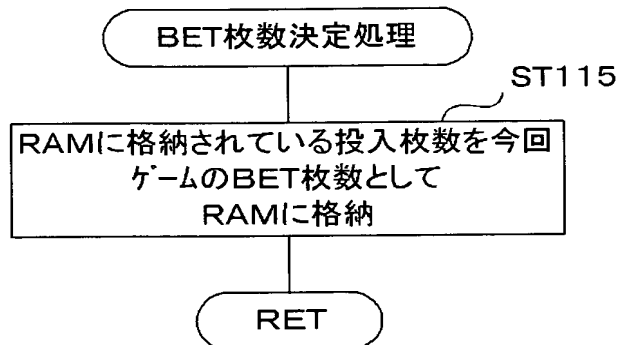 BET枚数決定処理
ST115
RAMに格納されている投入枚数を今回
ゲームのBET枚数として
RAMに格納
RET